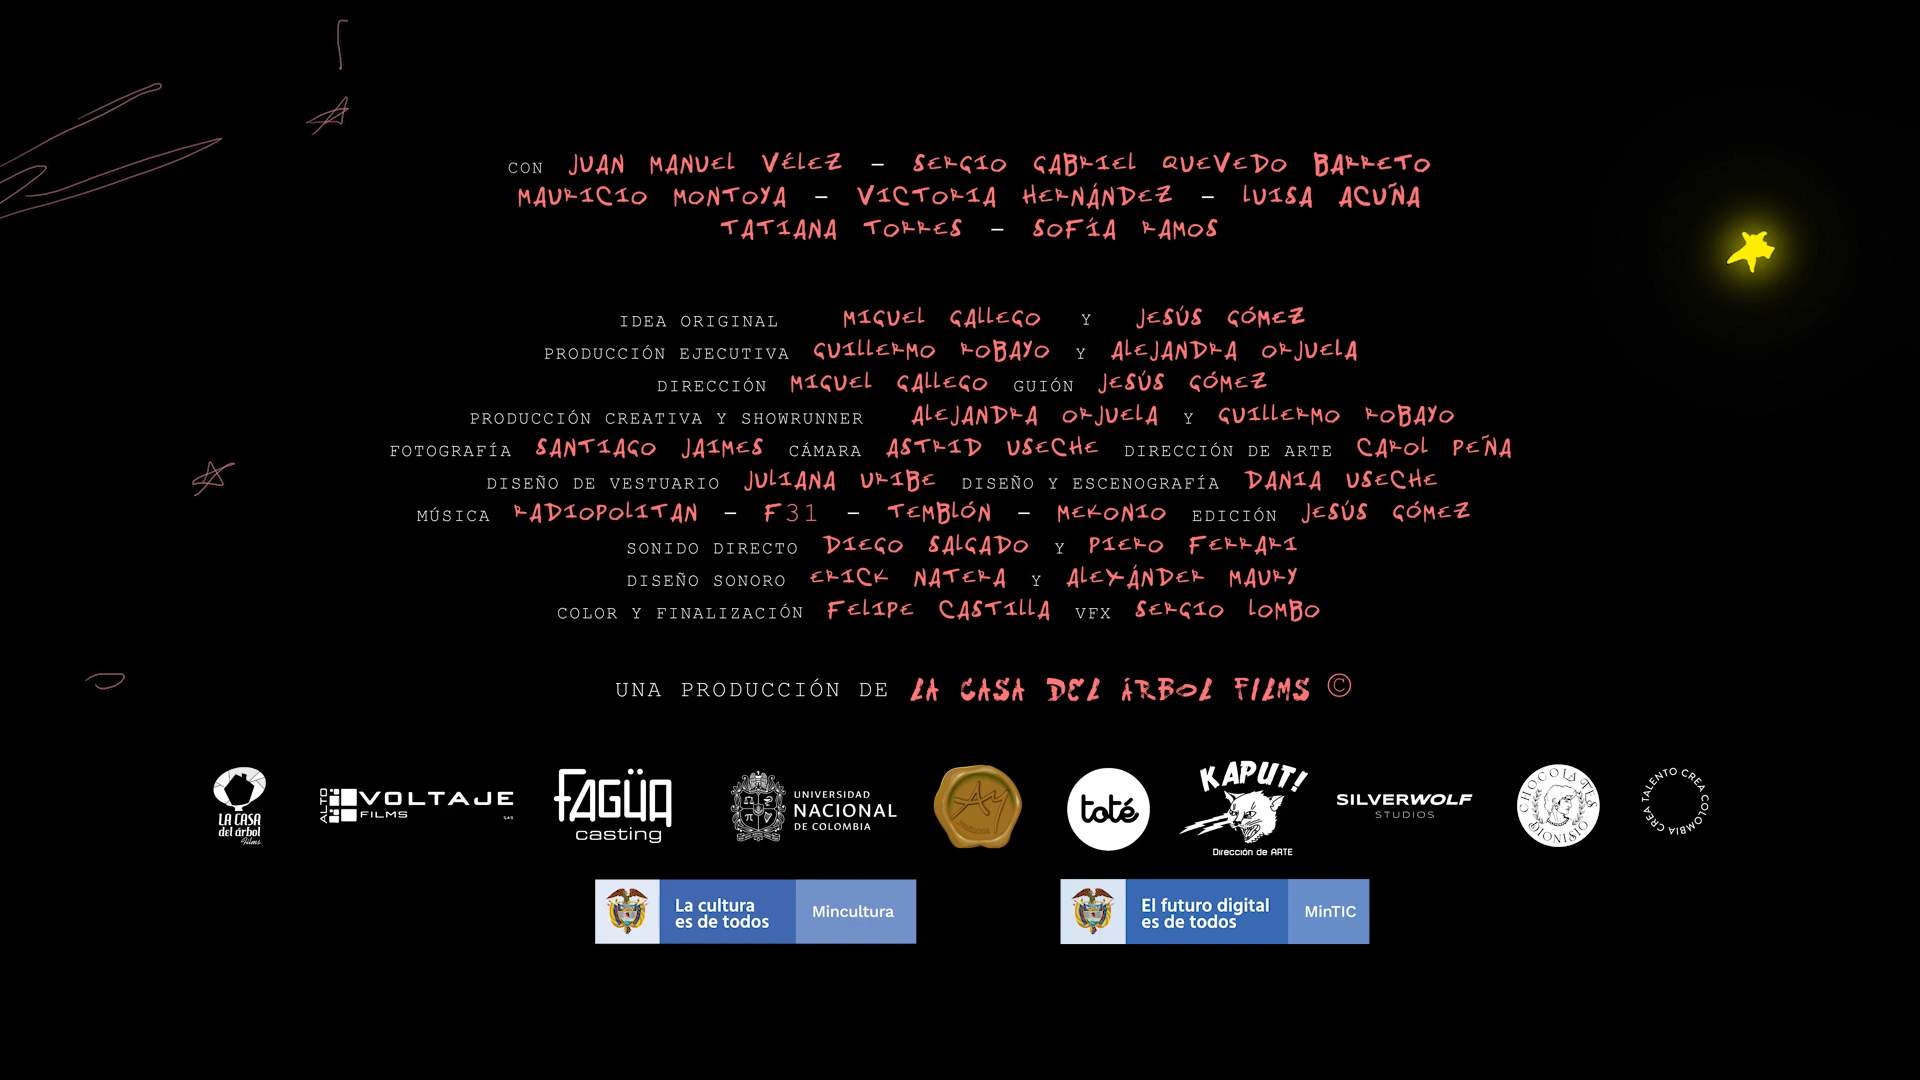 CON JUAN MANUEL VÉLEZ – SERGIO GABRIEL QUEVEDO BARRETO
MAURICIO MONTOYA – VICTORIA HERNÁNDEZ – LUISA ACUÑA
TATIANA TORRES – SOFÍA RAMOS
IDEA ORIGINAL MIGUEL GALLEGO Y JESÚS GÓMEZ
PRODUCCIÓN EJECUTIVA GUILLERMO ROBAYO Y ALEJANDRA ORJUELA
DIRECCIÓN MIGUEL GALLEGO GUIÓN JESÚS GÓMEZ
PRODUCCIÓN CREATIVA Y SHOWRUNNER ALEJANDRA ORJUELA Y GUILLERMO ROBAYO
FOTOGRAFÍA SANTIAGO JAIMES CÁMARA ASTRID USECHE DIRECCIÓN DE ARTE CAROL PEÑA
DISEÑO DE VESTUARIO JULIANA URIBE DISEÑO Y ESCENOGRAFÍA DANIA USECHE
MÚSICA RADIOPOLITAN – F31 – TEMBLÓN – MEKONIO EDICIÓN JESÚS GÓMEZ
SONIDO DIRECTO DIEGO SALGADO Y PIERO FERRARI
DISEÑO SONORO ERICK NATERA Y ALEXÁNDER MAURY
COLOR Y FINALIZACIÓN FELIPE CASTILLA VFX SERGIO LOMBO
UNA PRODUCCIÓN DE LA CASA DEL ÁRBOL FILMS ©
LA CASA
del árbol
Films
ALTO VOLTAJE
FILMS SAS
FAGÜA
casting
UNIVERSIDAD
NACIONAL
DE COLOMBIA
toté
KAPUT!
Dirección de ARTE
SILVERWOLF
STUDIOS
CHOCOLATES
DIONISIO
CREA TALENTO CREA COLOMBIA
La cultura
es de todos
Mincultura
El futuro digital
es de todos
MinTIC